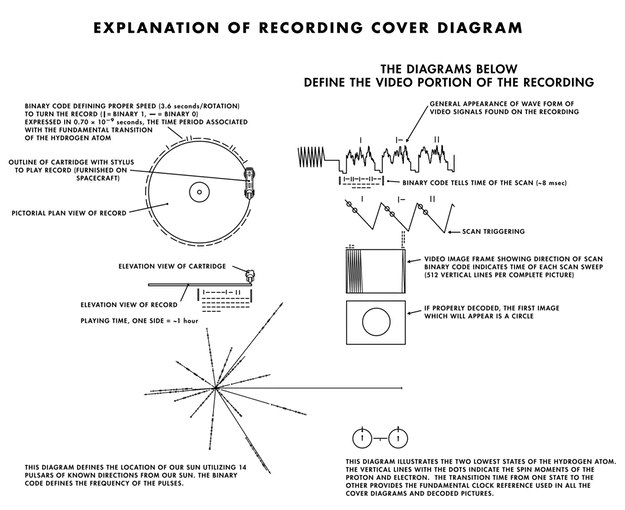 EXPLANATION OF RECORDING COVER DIAGRAM
THE DIAGRAMS BELOW
DEFINE THE VIDEO PORTION OF THE RECORDING
BINARY CODE DEFINING PROPER SPEED (3.6 seconds/ROTATION)
TO TURN THE RECORD (|= BINARY 1, — = BINARY 0)
EXPRESSED IN 0.70 × 10⁻⁹ seconds, THE TIME PERIOD ASSOCIATED
WITH THE FUNDAMENTAL TRANSITION
OF THE HYDROGEN ATOM
OUTLINE OF CARTRIDGE WITH STYLUS
TO PLAY RECORD (FURNISHED ON
SPACECRAFT)
PICTORIAL PLAN VIEW OF RECORD
ELEVATION VIEW OF CARTRIDGE
ELEVATION VIEW OF RECORD
PLAYING TIME, ONE SIDE = ~1 hour
GENERAL APPEARANCE OF WAVE FORM OF
VIDEO SIGNALS FOUND ON THE RECORDING
BINARY CODE TELLS TIME OF THE SCAN (~8 msec)
SCAN TRIGGERING
VIDEO IMAGE FRAME SHOWING DIRECTION OF SCAN
BINARY CODE INDICATES TIME OF EACH SCAN SWEEP
(512 VERTICAL LINES PER COMPLETE PICTURE)
IF PROPERLY DECODED, THE FIRST IMAGE
WHICH WILL APPEAR IS A CIRCLE
THIS DIAGRAM DEFINES THE LOCATION OF OUR SUN UTILIZING 14
PULSARS OF KNOWN DIRECTIONS FROM OUR SUN. THE BINARY
CODE DEFINES THE FREQUENCY OF THE PULSES.
THIS DIAGRAM ILLUSTRATES THE TWO LOWEST STATES OF THE HYDROGEN ATOM.
THE VERTICAL LINES WITH THE DOTS INDICATE THE SPIN MOMENTS OF THE
PROTON AND ELECTRON. THE TRANSITION TIME FROM ONE STATE TO THE
OTHER PROVIDES THE FUNDAMENTAL CLOCK REFERENCE USED IN ALL THE
COVER DIAGRAMS AND DECODED PICTURES.